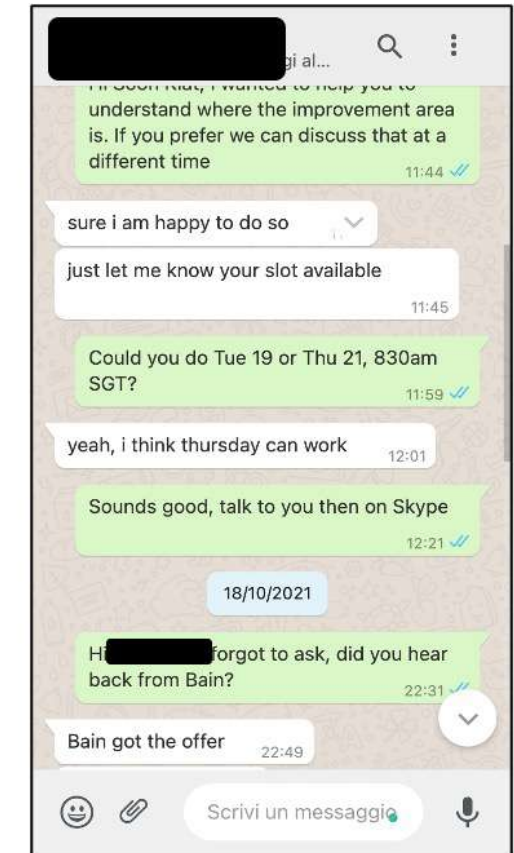 gi al...
understand where the improvement area
is. If you prefer we can discuss that at a
different time
11:44
sure i am happy to do so
just let me know your slot available
11:45
Could you do Tue 19 or Thu 21, 830am
SGT?
11:59
yeah, i think thursday can work
12:01
Sounds good, talk to you then on Skype
12:21
18/10/2021
Hi forgot to ask, did you hear
back from Bain?
22:31
Bain got the offer
22:49
Scrivi un messaggio